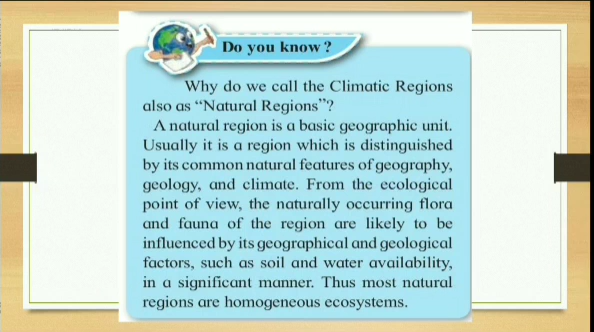 Do you know ?
Why do we call the Climatic Regions
also as “Natural Regions”?
A natural region is a basic geographic unit.
Usually it is a region which is distinguished
by its common natural features of geography,
geology, and climate. From the ecological
point of view, the naturally occurring flora
and fauna of the region are likely to be
influenced by its geographical and geological
factors, such as soil and water availability,
in a significant manner. Thus most natural
regions are homogeneous ecosystems.